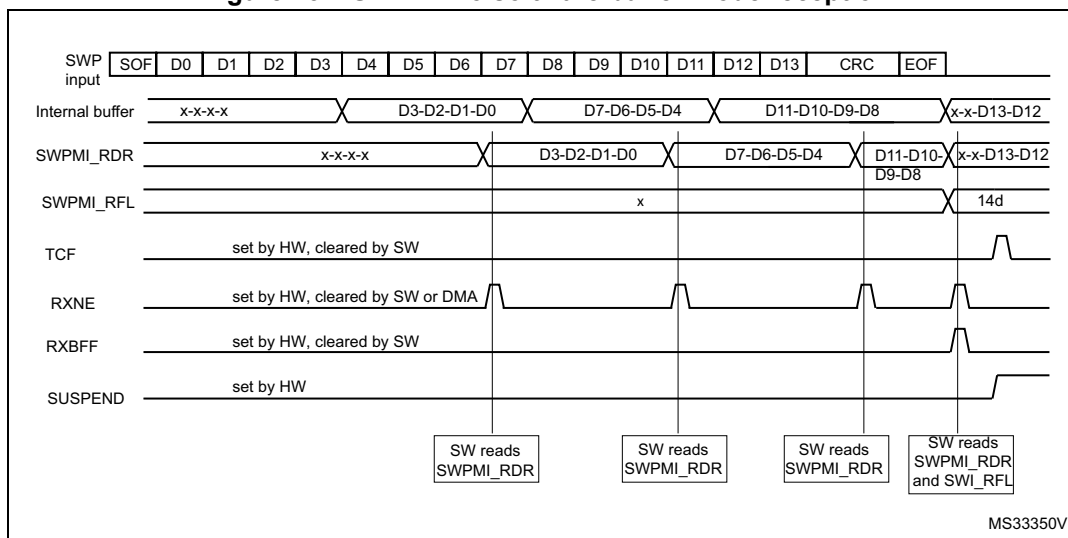 SWP input SOF D0 D1 D2 D3 D4 D5 D6 D7 D8 D9 D10 D11 D12 D13 CRC EOF
Internal buffer x-x-x-x D3-D2-D1-D0 D7-D6-D5-D4 D11-D10-D9-D8 x-x-D13-D12
SWPMI_RDR x-x-x-x D3-D2-D1-D0 D7-D6-D5-D4 D11-D10-D9-D8 x-x-D13-D12
SWPMI_RFL x 14d
TCF set by HW, cleared by SW
RXNE set by HW, cleared by SW or DMA
RXBFF set by HW, cleared by SW
SUSPEND set by HW
SW reads
SWPMI_RDR
SW reads
SWPMI_RDR
SW reads
SWPMI_RDR
SW reads
SWPMI_RDR
and SWI_RFL
MS33350V